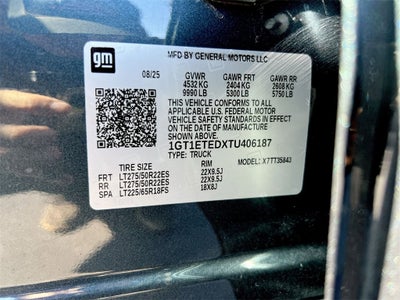 gm
MFD BY GENERAL MOTORS LLC
08/25 GVWR GAWR FRT GAWR RR
4532 KG 2404 KG 2608 KG
9990 LB 5300 LB 5750 LB
THIS VEHICLE CONFORMS TO ALL
APPLICABLE U.S. FEDERAL MOTOR
VEHICLE SAFETY STANDARDS IN
EFFECT ON THE DATE OF
MANUFACTURE SHOWN ABOVE.
1GT1ETEDXTU406187
TYPE: TRUCK MODEL: X7TT35843
TIRE SIZE RIM
FRT LT275/50R22ES 22X9.5J
RR LT275/50R22ES 22X9.5J
SPA LT225/65R18FS 18X8J